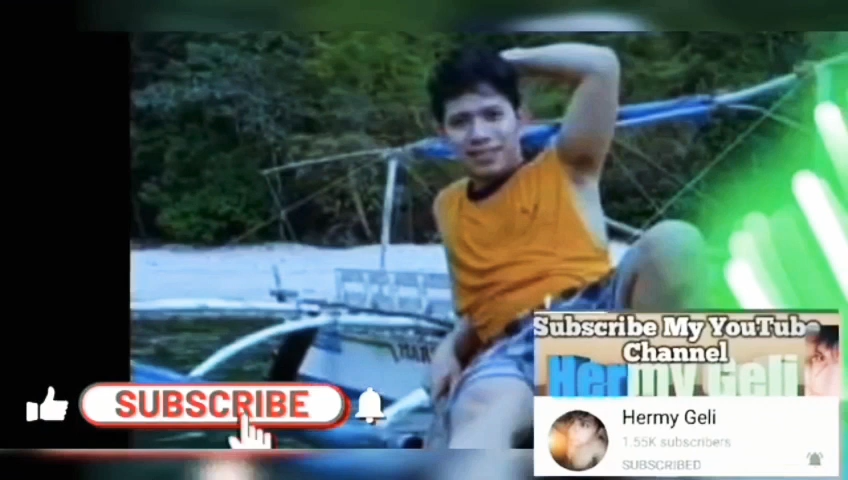 SUBSCRIBE
Subscribe My YouTube
Channel
Hermy Geli
Hermy Geli
1.55K subscribers
SUBSCRIBED